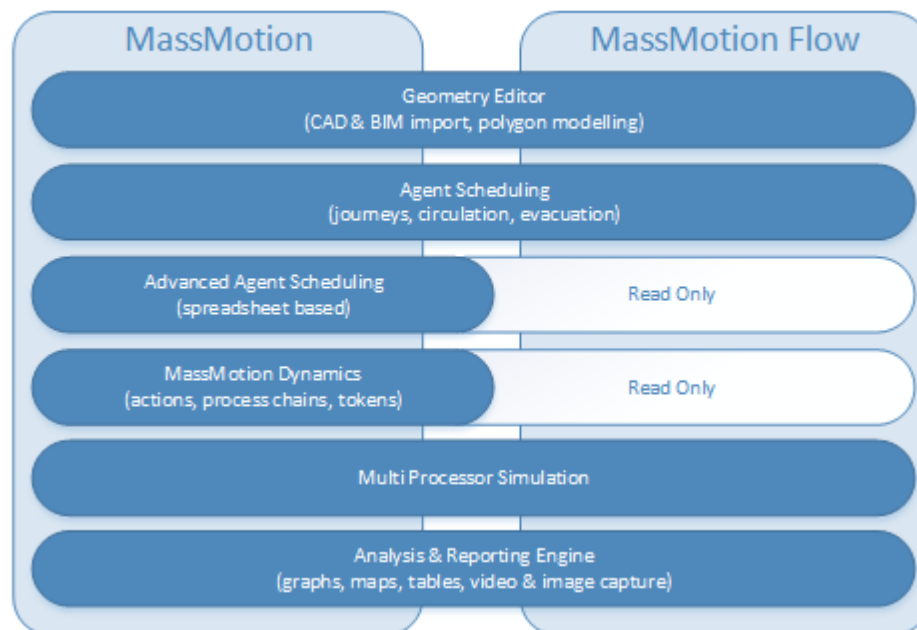 MassMotion
MassMotion Flow
Geometry Editor
(CAD & BIM import, polygon modelling)
Agent Scheduling
(journeys, circulation, evacuation)
Advanced Agent Scheduling
(spreadsheet based)
Read Only
MassMotion Dynamics
(actions, process chains, tokens)
Read Only
Multi Processor Simulation
Analysis & Reporting Engine
(graphs, maps, tables, video & image capture)